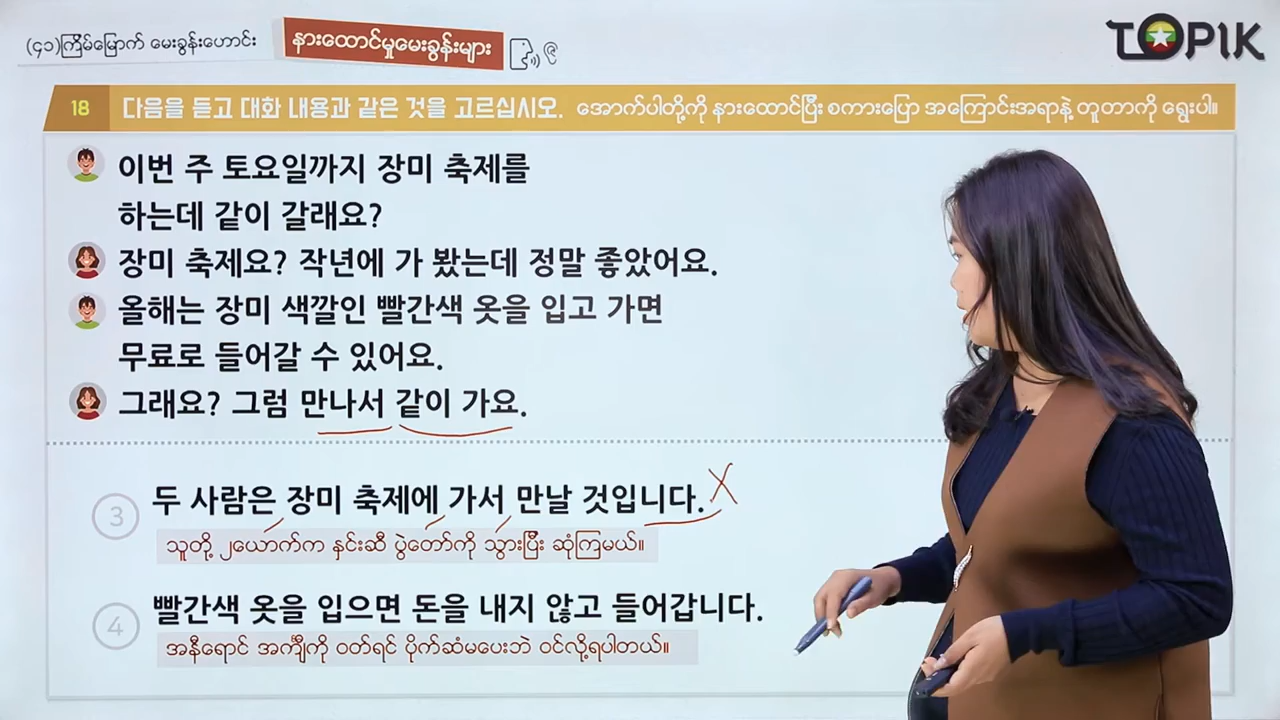 (၄၁)ကြိမ်မြောက် မေးခွန်းဟောင်း
နားထောင်မှုမေးခွန်းများ
၉
TOPIK
18 다음을 듣고 대화 내용과 같은 것을 고르십시오. အောက်ပါတို့ကို နားထောင်ပြီး စကားပြော အကြောင်းအရာနဲ့ တူတာကို ရွေးပါ။
이번 주 토요일까지 장미 축제를
하는데 같이 갈래요?
장미 축제요? 작년에 가 봤는데 정말 좋았어요.
올해는 장미 색깔인 빨간색 옷을 입고 가면
무료로 들어갈 수 있어요.
그래요? 그럼 만나서 같이 가요.
3 두 사람은 장미 축제에 가서 만날 것입니다. X
သူတို့ ၂ယောက်က နှင်းဆီ ပွဲတော်ကို သွားပြီး ဆုံကြမယ်။
4 빨간색 옷을 입으면 돈을 내지 않고 들어갑니다.
အနီရောင် အင်္ကျီကို ဝတ်ရင် ပိုက်ဆံမပေးဘဲ ဝင်လို့ရပါတယ်။